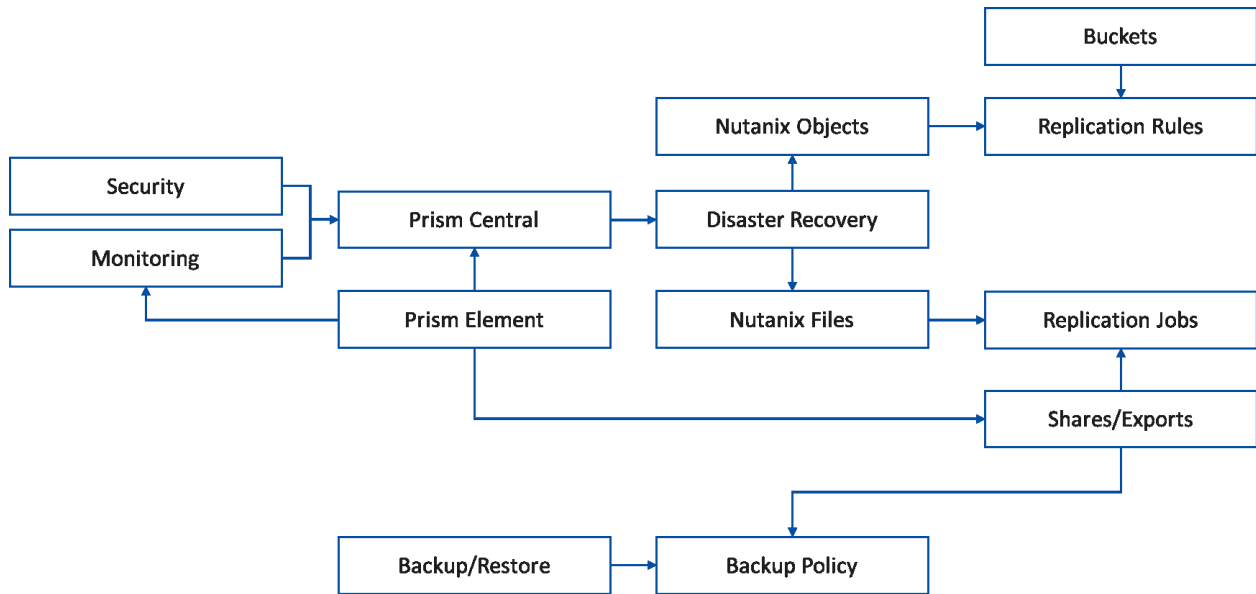 Buckets
Nutanix Objects
Replication Rules
Security
Prism Central
Disaster Recovery
Monitoring
Prism Element
Nutanix Files
Replication Jobs
Shares/Exports
Backup/Restore
Backup Policy